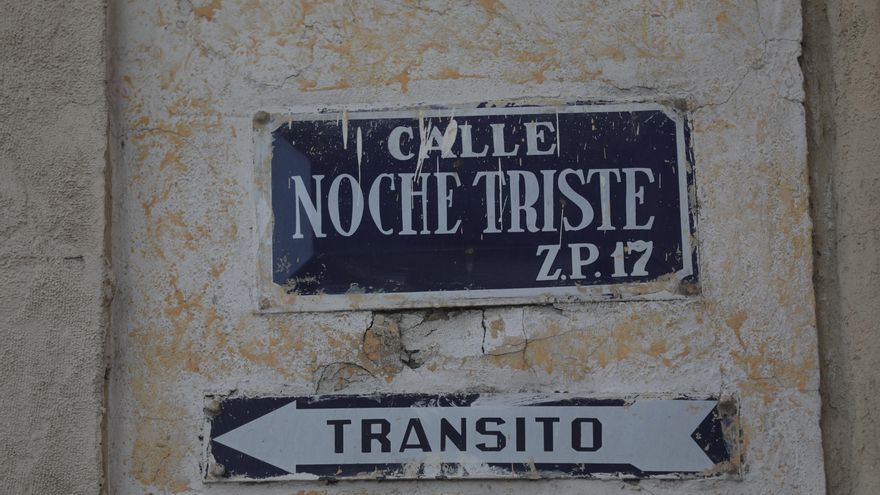 CALLE
NOCHE TRISTE
Z.P. 17
TRANSITO